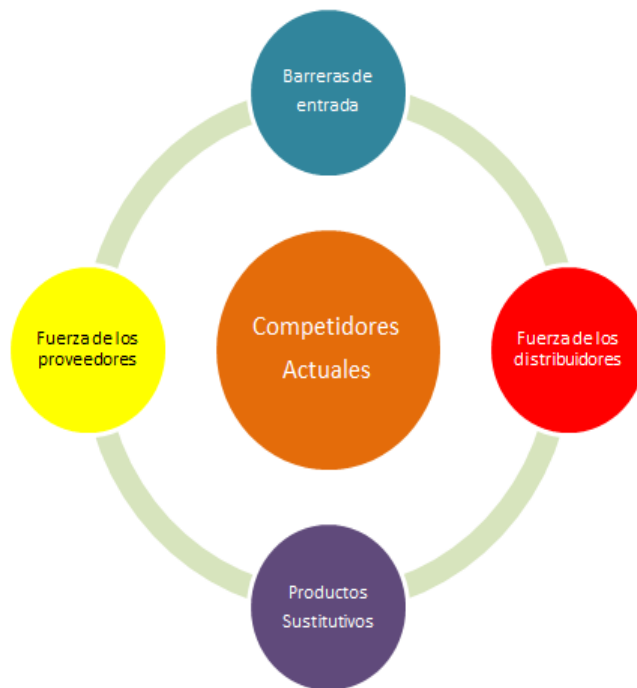 Barreras de
entrada
Competidores
Actuales
Fuerza de los
proveedores
Fuerza de los
distribuidores
Productos
Sustitutivos